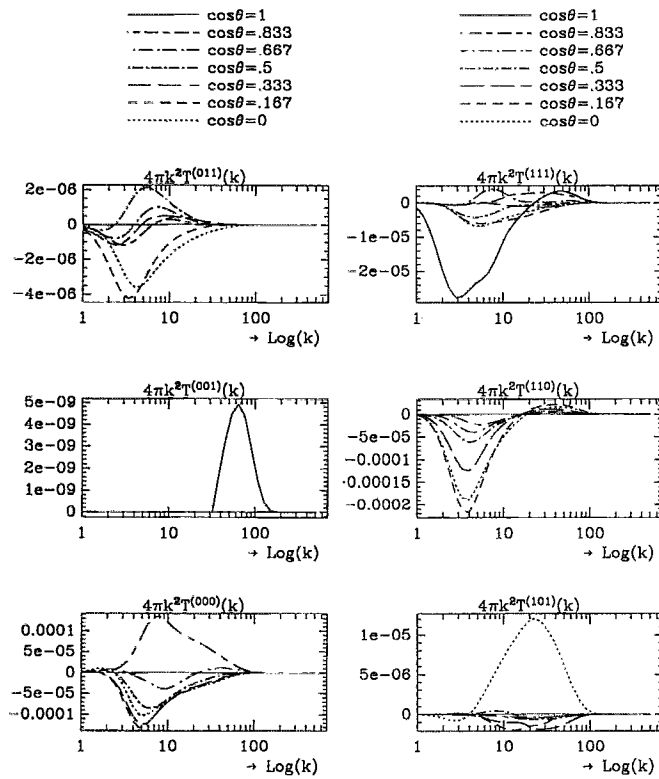 cosθ=1
cosθ=.833
cosθ=.667
cosθ=.5
cosθ=.333
cosθ=.167
cosθ=0
cosθ=1
cosθ=.833
cosθ=.667
cosθ=.5
cosθ=.333
cosθ=.167
cosθ=0
4πk²T⁽⁰¹¹⁾(k)
2e-06
0
-2e-06
-4e-06
1 10 100
→ Log(k)
4πk²T⁽¹¹¹⁾(k)
0
-1e-05
-2e-05
1 10 100
→ Log(k)
4πk²T⁽⁰⁰¹⁾(k)
5e-09
4e-09
3e-09
2e-09
1e-09
0
1 10 100
→ Log(k)
4πk²T⁽¹¹⁰⁾(k)
0
-5e-05
-0.0001
0.00015
-0.0002
1 10 100
→ Log(k)
4πk²T⁽⁰⁰⁰⁾(k)
0.0001
0
-5e-05
-0.0001
1 10 100
→ Log(k)
4πk²T⁽¹⁰¹⁾(k)
1e-05
5e-06
0
1 10 100
→ Log(k)